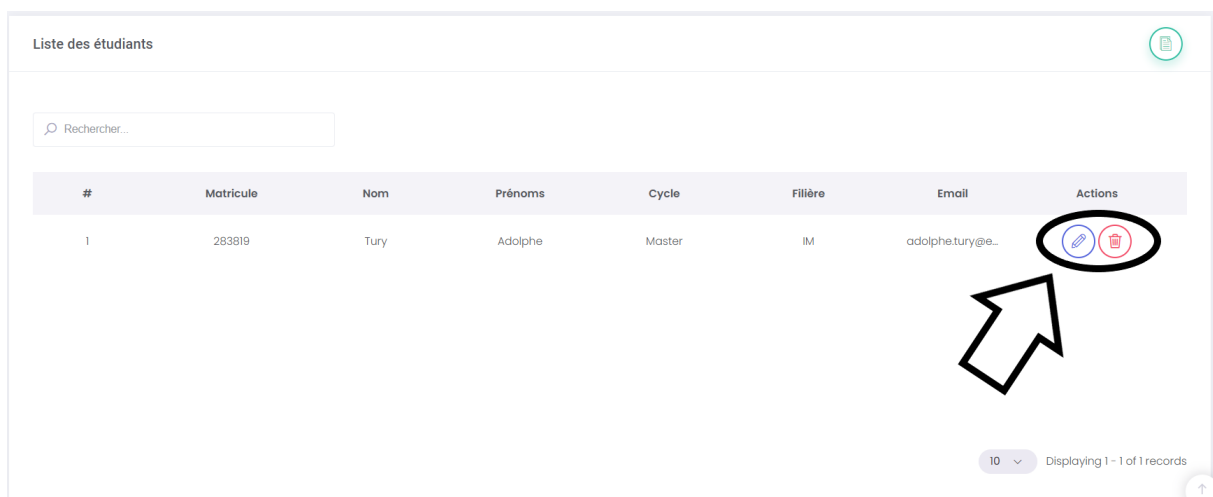 Liste des étudiants
Rechercher...
# Matricule Nom Prénoms Cycle Filière Email Actions
1 283819 Tury Adolphe Master IM adolphe.tury@e...
10 Displaying 1 - 1 of 1 records